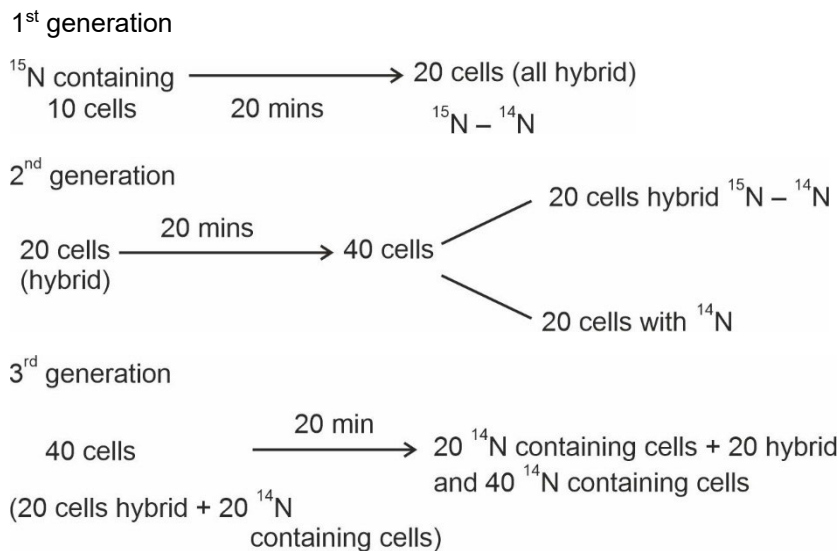 1st generation
15N containing 10 cells
20 mins
20 cells (all hybrid)
15N – 14N
2nd generation
20 cells (hybrid)
20 mins
40 cells
20 cells hybrid 15N – 14N
20 cells with 14N
3rd generation
40 cells
(20 cells hybrid + 20 14N
containing cells)
20 min
20 14N containing cells + 20 hybrid
and 40 14N containing cells